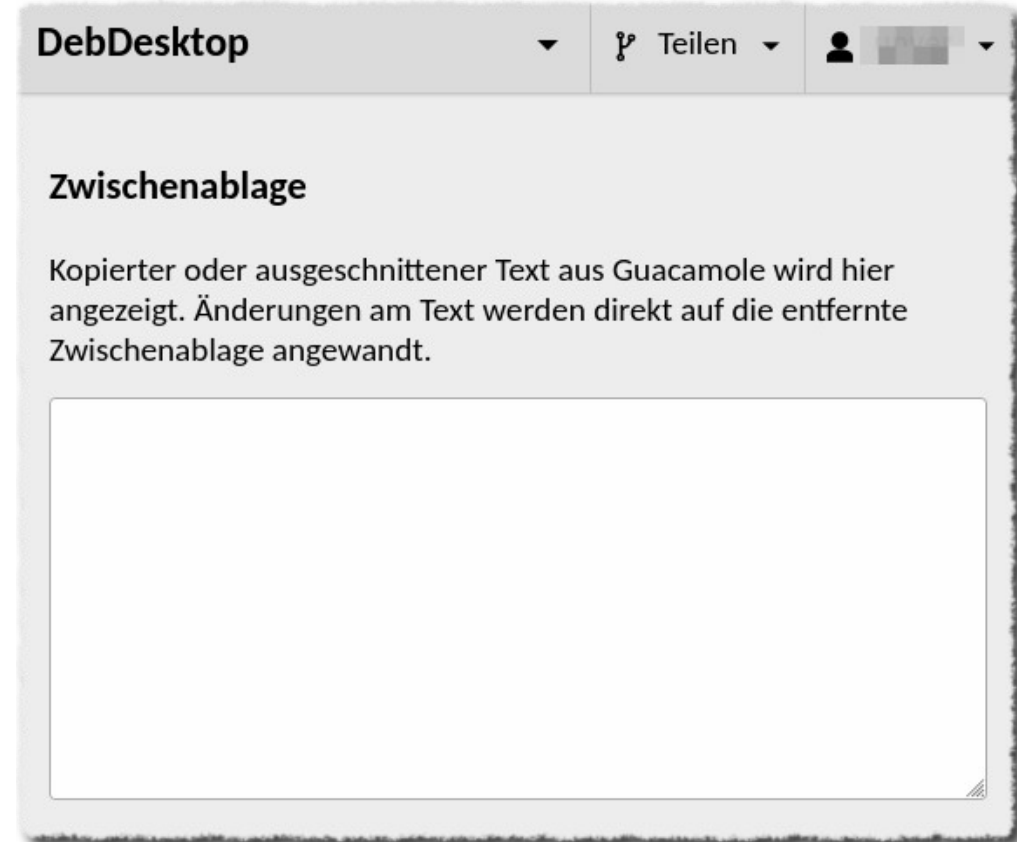 DebDesktop
Teilen
Zwischenablage
Kopierter oder ausgeschnittener Text aus Guacamole wird hier
angezeigt. Änderungen am Text werden direkt auf die entfernte
Zwischenablage angewandt.